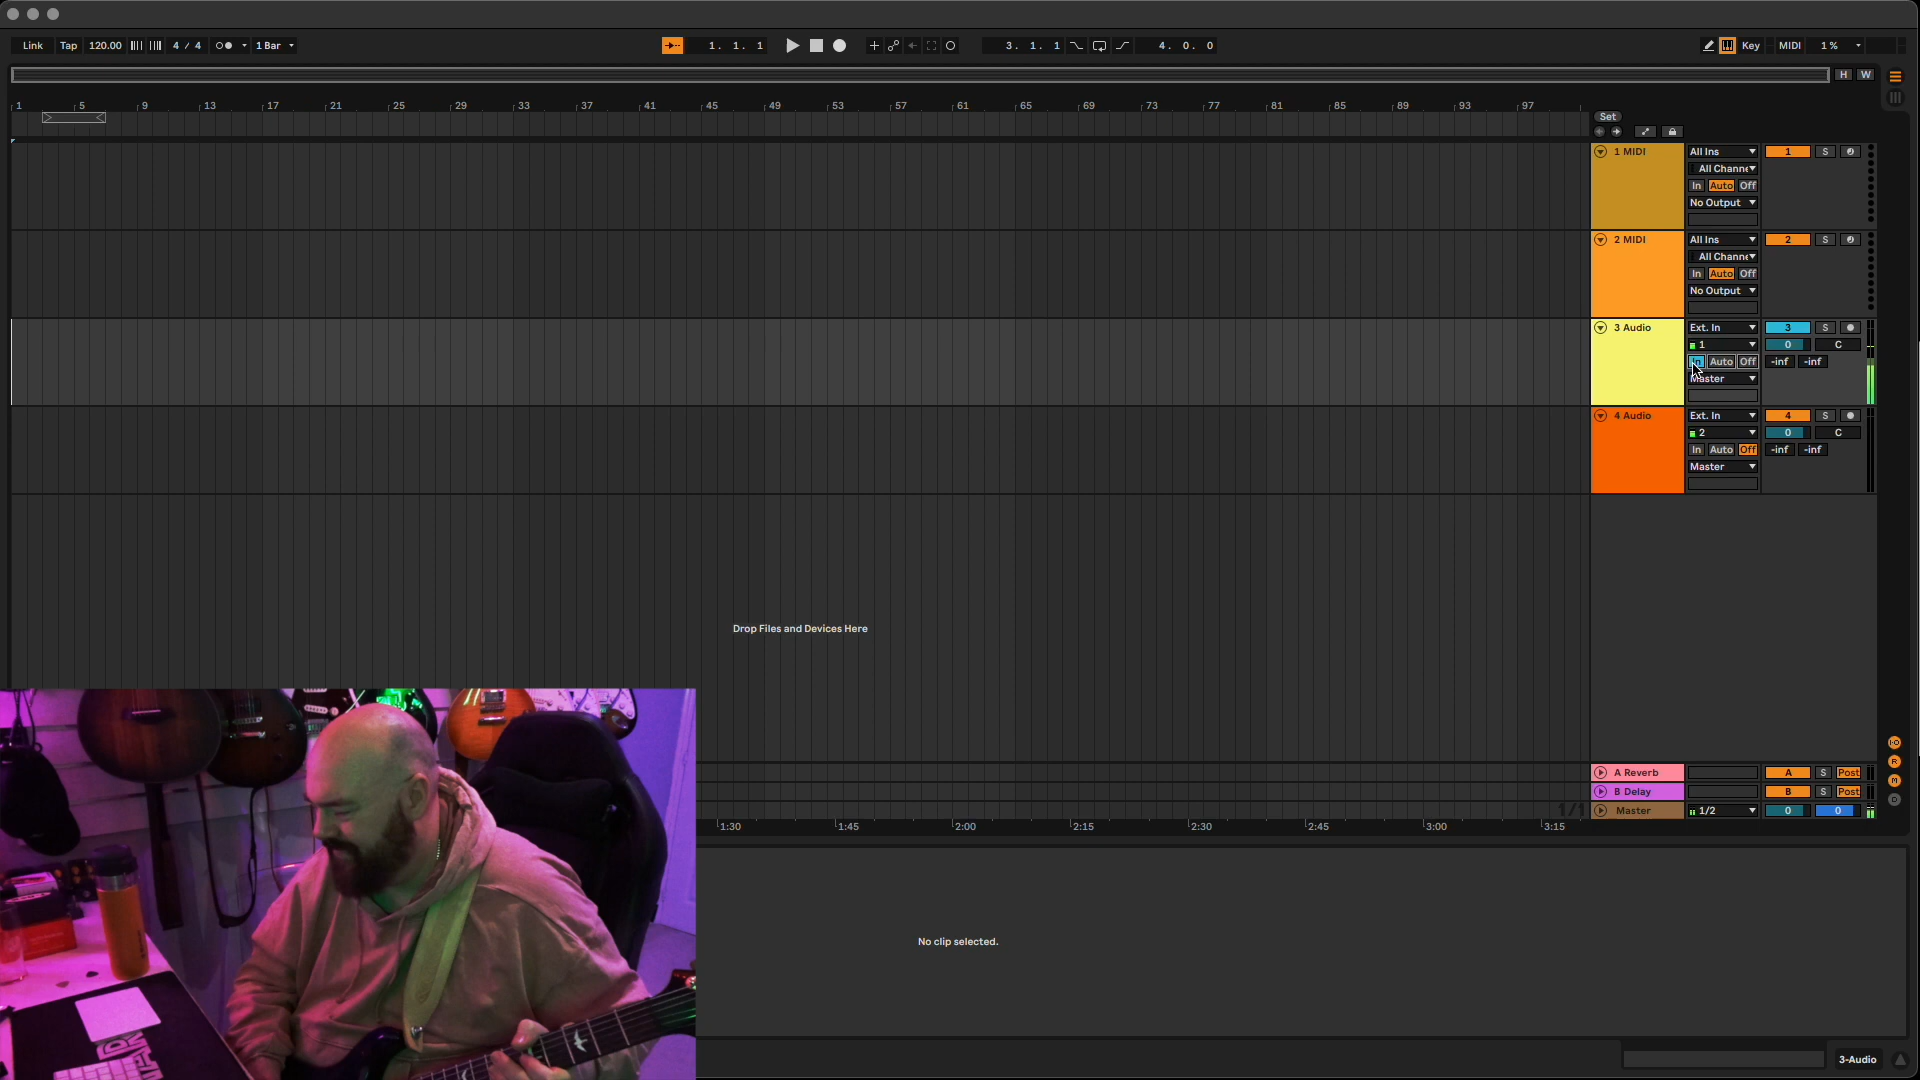 Link Tap 120.00 4 / 4 1 Bar 1. 1. 1 3. 1. 1 4. 0. 0 Key MIDI 1 %
H W
1 5 9 13 17 21 25 29 33 37 41 45 49 53 57 61 65 69 73 77 81 85 89 93 97
Set
1 MIDI All Ins 1 S
All Channe
In Auto Off
No Output
2 MIDI All Ins 2 S
All Channe
In Auto Off
No Output
3 Audio Ext. In 3 S
1 0 C
In Auto Off -inf -inf
Master
4 Audio Ext. In 4 S
2 0 C
In Auto Off -inf -inf
Master
Drop Files and Devices Here
A Reverb A S Post
B Delay B S Post
1/1 Master 1/2 0 0
1:30 1:45 2:00 2:15 2:30 2:45 3:00 3:15
No clip selected.
3-Audio